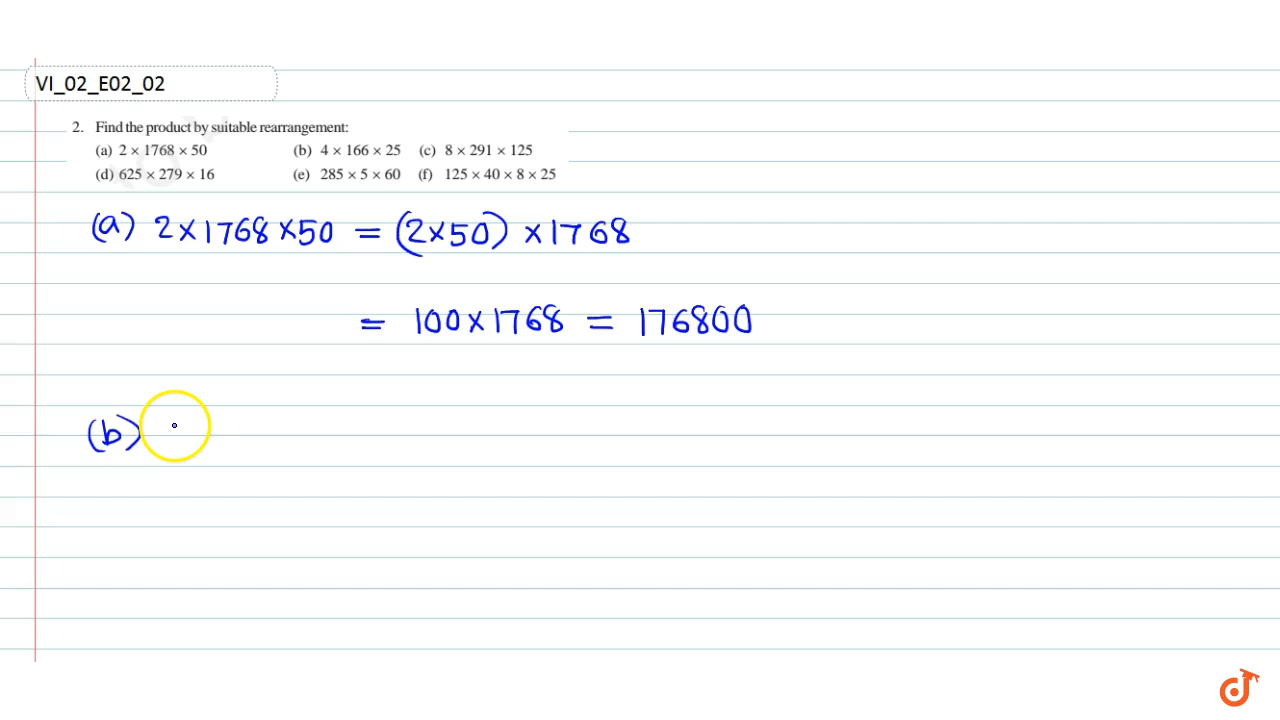 VI_02_E02_02
2. Find the product by suitable rearrangement:
(a) 2 × 1768 × 50 (b) 4 × 166 × 25 (c) 8 × 291 × 125
(d) 625 × 279 × 16 (e) 285 × 5 × 60 (f) 125 × 40 × 8 × 25
(a) 2 × 1768 × 50 = (2 × 50) × 1768
= 100 × 1768 = 176800
(b)